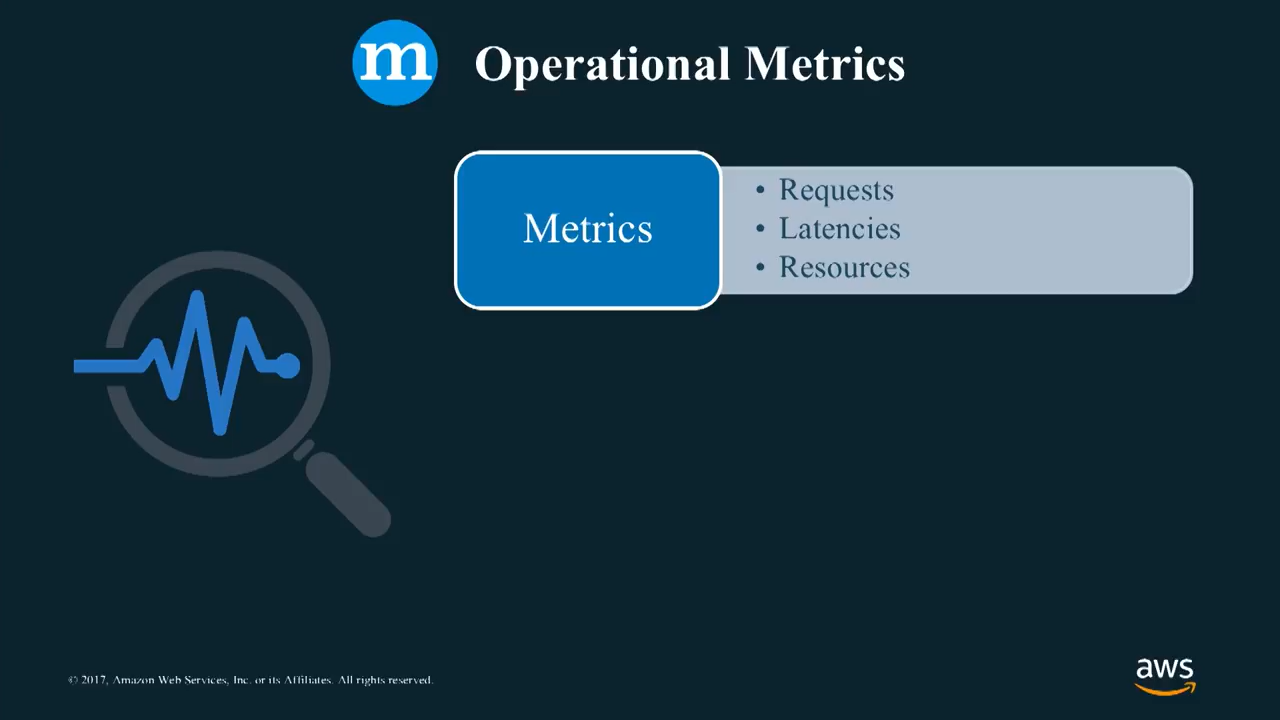 m
Operational Metrics
Metrics
• Requests
• Latencies
• Resources
© 2017, Amazon Web Services, Inc. or its Affiliates. All rights reserved.
aws